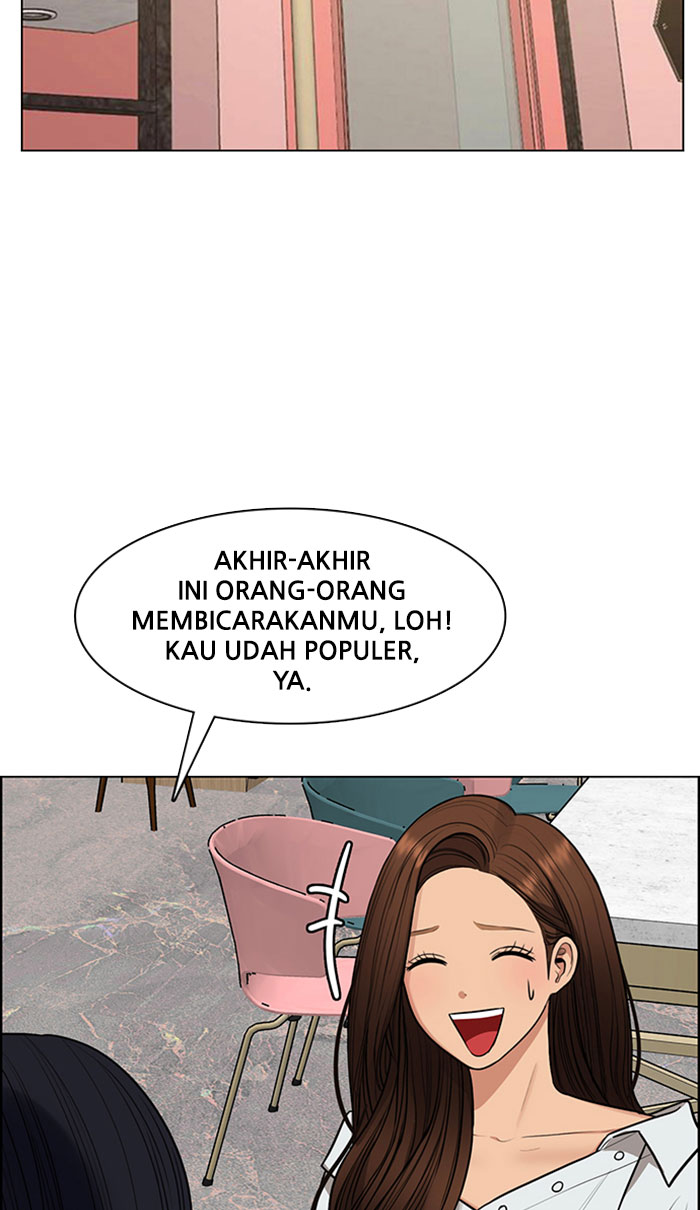 AKHIR-AKHIR
INI ORANG-ORANG
MEMBICARAKANMU, LOH!
KAU UDAH POPULER,
YA.